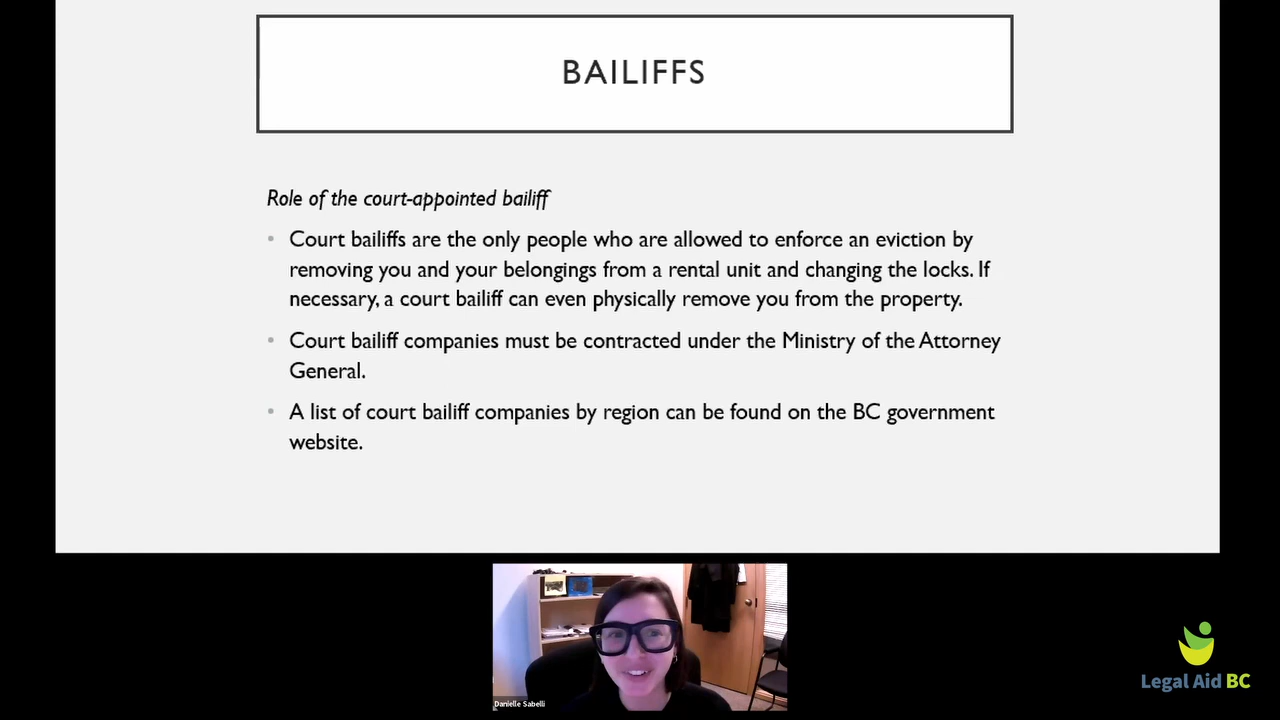 BAILIFFS
Role of the court-appointed bailiff
• Court bailiffs are the only people who are allowed to enforce an eviction by
removing you and your belongings from a rental unit and changing the locks. If
necessary, a court bailiff can even physically remove you from the property.
• Court bailiff companies must be contracted under the Ministry of the Attorney
General.
• A list of court bailiff companies by region can be found on the BC government
website.
Danielle Sabelli
Legal Aid BC